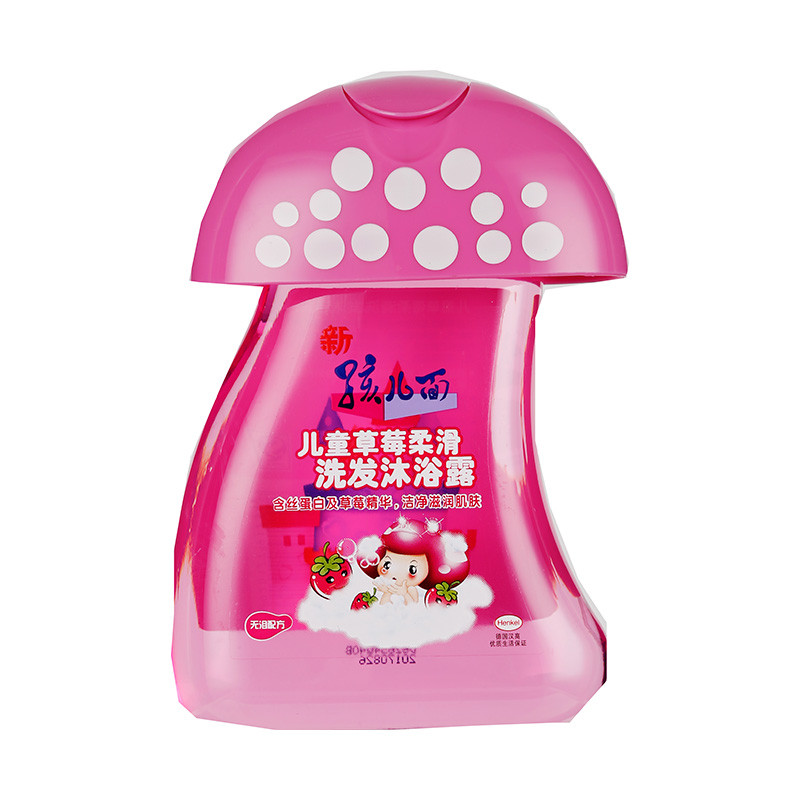 新
孩儿面
儿童草莓柔滑
洗发沐浴露
含丝蛋白及草莓精华，洁净滋润肌肤
无泪配方
Henkel
德国汉高
优质生活保证
20170826